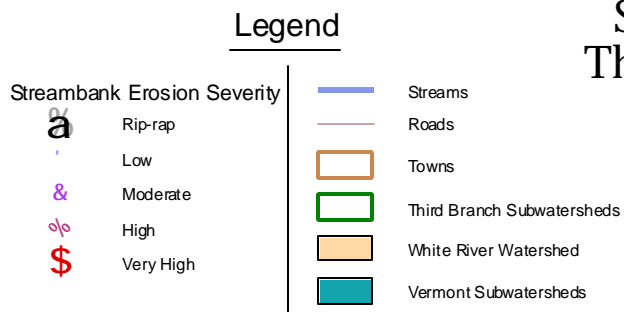 Legend
Streambank Erosion Severity
%
a Rip-rap
' Low
& Moderate
% High
$ Very High
Streams
Roads
Towns
Third Branch Subwatersheds
White River Watershed
Vermont Subwatersheds
S
Th